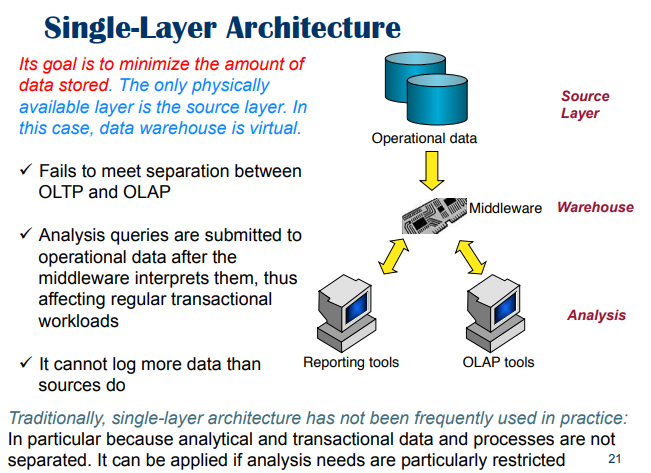 Single-Layer Architecture
Its goal is to minimize the amount of
data stored. The only physically
available layer is the source layer. In
this case, data warehouse is virtual.
✓ Fails to meet separation between
OLTP and OLAP
✓ Analysis queries are submitted to
operational data after the
middleware interprets them, thus
affecting regular transactional
workloads
✓ It cannot log more data than
sources do
Operational data
Source
Layer
Middleware
Warehouse
Reporting tools
OLAP tools
Analysis
Traditionally, single-layer architecture has not been frequently used in practice:
In particular because analytical and transactional data and processes are not
separated. It can be applied if analysis needs are particularly restricted
21